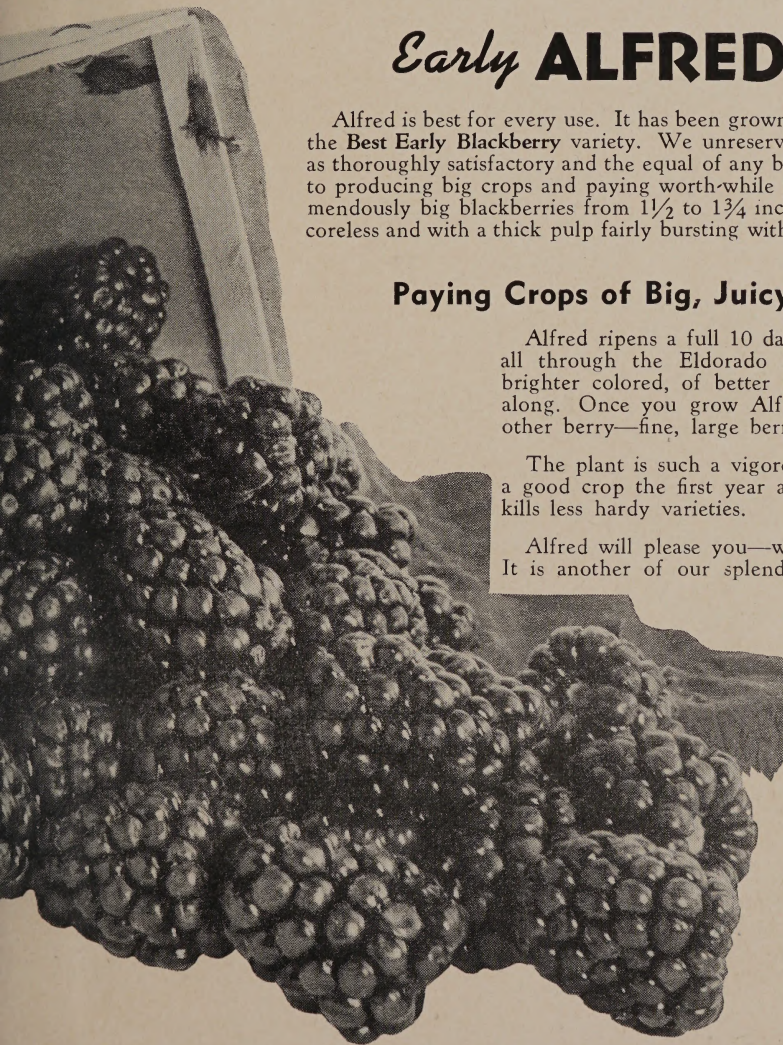 Early ALFRED
Alfred is best for every use. It has been grown
the Best Early Blackberry variety. We unreserv
as thoroughly satisfactory and the equal of any b
to producing big crops and paying worth-while
mendously big blackberries from 1½ to 1¾ inc
coreless and with a thick pulp fairly bursting with
Paying Crops of Big, Juicy
Alfred ripens a full 10 da
all through the Eldorado
brighter colored, of better
along. Once you grow Alf
other berry—fine, large berr
The plant is such a vigor
a good crop the first year a
kills less hardy varieties.
Alfred will please you—w
It is another of our splend